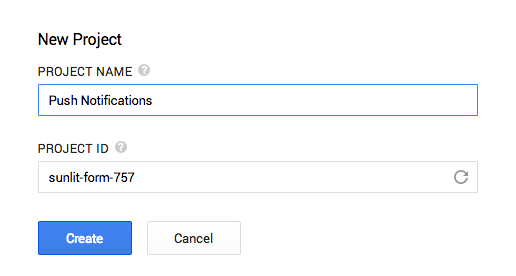 New Project
PROJECT NAME ?
Push Notifications
PROJECT ID ?
sunlit-form-757
Create Cancel